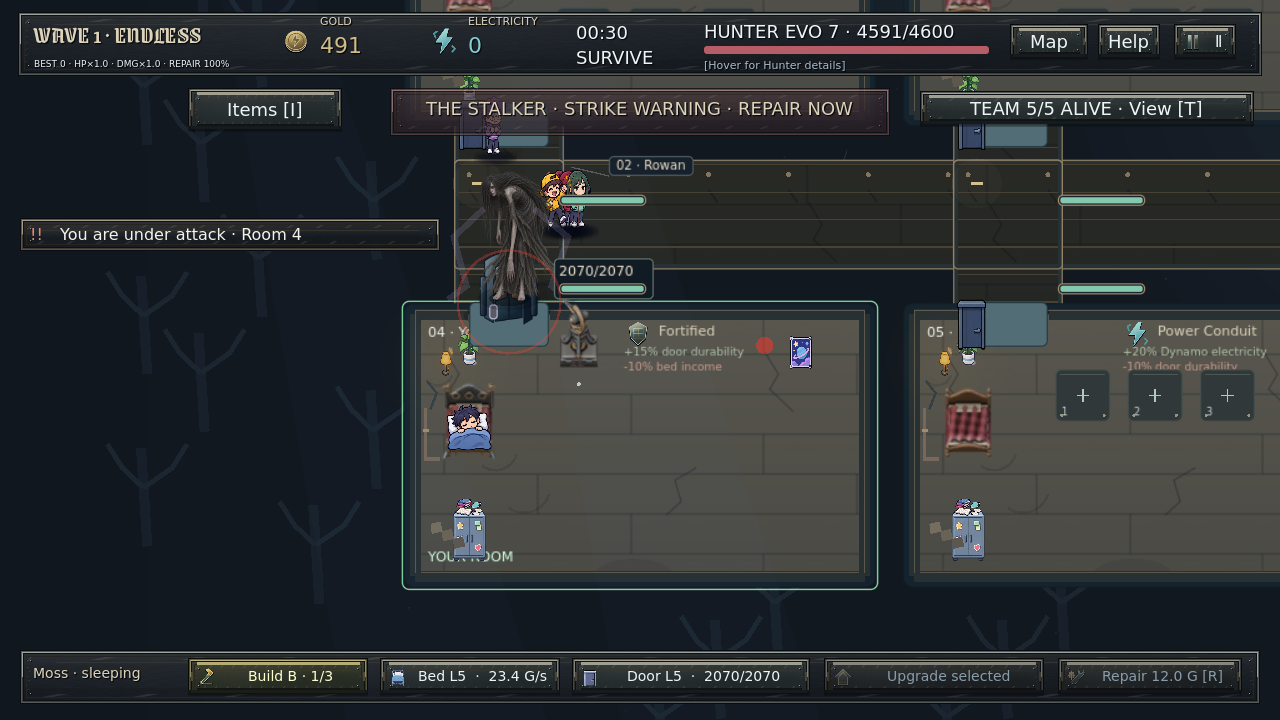 WAVE 1 · ENDLESS
BEST 0 · HP×1.0 · DMG×1.0 · REPAIR 100%
GOLD
491
ELECTRICITY
0
00:30
SURVIVE
HUNTER EVO 7 · 4591/4600
[Hover for Hunter details]
Map
Help
II
Items [I]
THE STALKER · STRIKE WARNING · REPAIR NOW
TEAM 5/5 ALIVE · View [T]
02 · Rowan
!! You are under attack · Room 4
2070/2070
04 · Y
Fortified
+15% door durability
-10% bed income
05 ·
Power Conduit
+20% Dynamo electricity
-10% door durability
+
1
+
2
+
3
YOUR ROOM
Moss · sleeping
Build B · 1/3
Bed L5 · 23.4 G/s
Door L5 · 2070/2070
Upgrade selected
Repair 12.0 G [R]